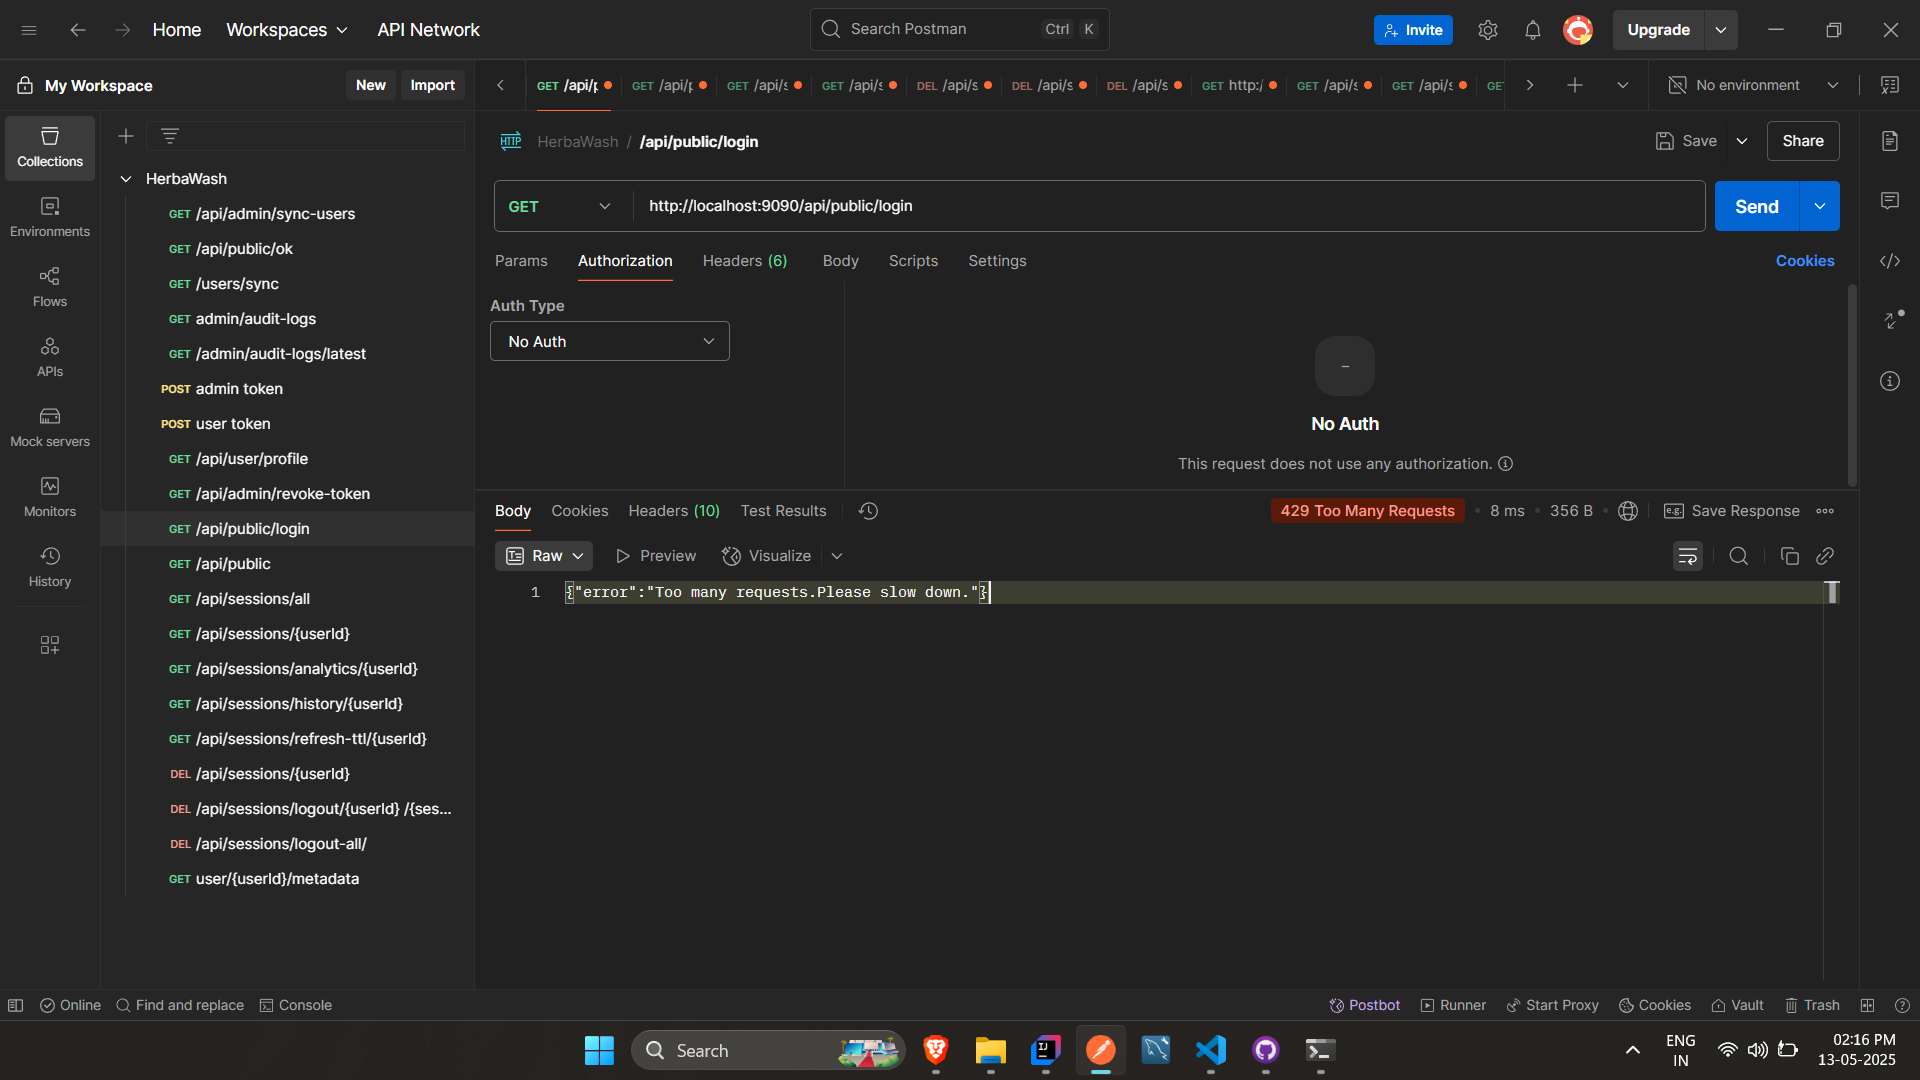 Home
Workspaces
API Network
Search Postman
Ctrl
K
Invite
Upgrade
My Workspace
New
Import
GET /api/p
GET /api/p
GET /api/s
GET /api/s
DEL /api/s
DEL /api/s
DEL /api/s
GET http:/
GET /api/s
GET /api/s
GE
No environment
Collections
Environments
Flows
APIs
Mock servers
Monitors
History
HerbaWash
GET /api/admin/sync-users
GET /api/public/ok
GET /users/sync
GET admin/audit-logs
GET /admin/audit-logs/latest
POST admin token
POST user token
GET /api/user/profile
GET /api/admin/revoke-token
GET /api/public/login
GET /api/public
GET /api/sessions/all
GET /api/sessions/{userId}
GET /api/sessions/analytics/{userId}
GET /api/sessions/history/{userId}
GET /api/sessions/refresh-ttl/{userId}
DEL /api/sessions/{userId}
DEL /api/sessions/logout/{userId} /{ses...
DEL /api/sessions/logout-all/
GET user/{userId}/metadata
HTTP
HerbaWash / /api/public/login
Save
Share
GET
http://localhost:9090/api/public/login
Send
Params
Authorization
Headers (6)
Body
Scripts
Settings
Cookies
Auth Type
No Auth
No Auth
This request does not use any authorization.
Body
Cookies
Headers (10)
Test Results
429 Too Many Requests
8 ms
356 B
e.g.
Save Response
Raw
Preview
Visualize
1
{"error":"Too many requests.Please slow down."}
Online
Find and replace
Console
Postbot
Runner
Start Proxy
Cookies
Vault
Trash
Search
IJ
ENG
IN
02:16 PM
13-05-2025